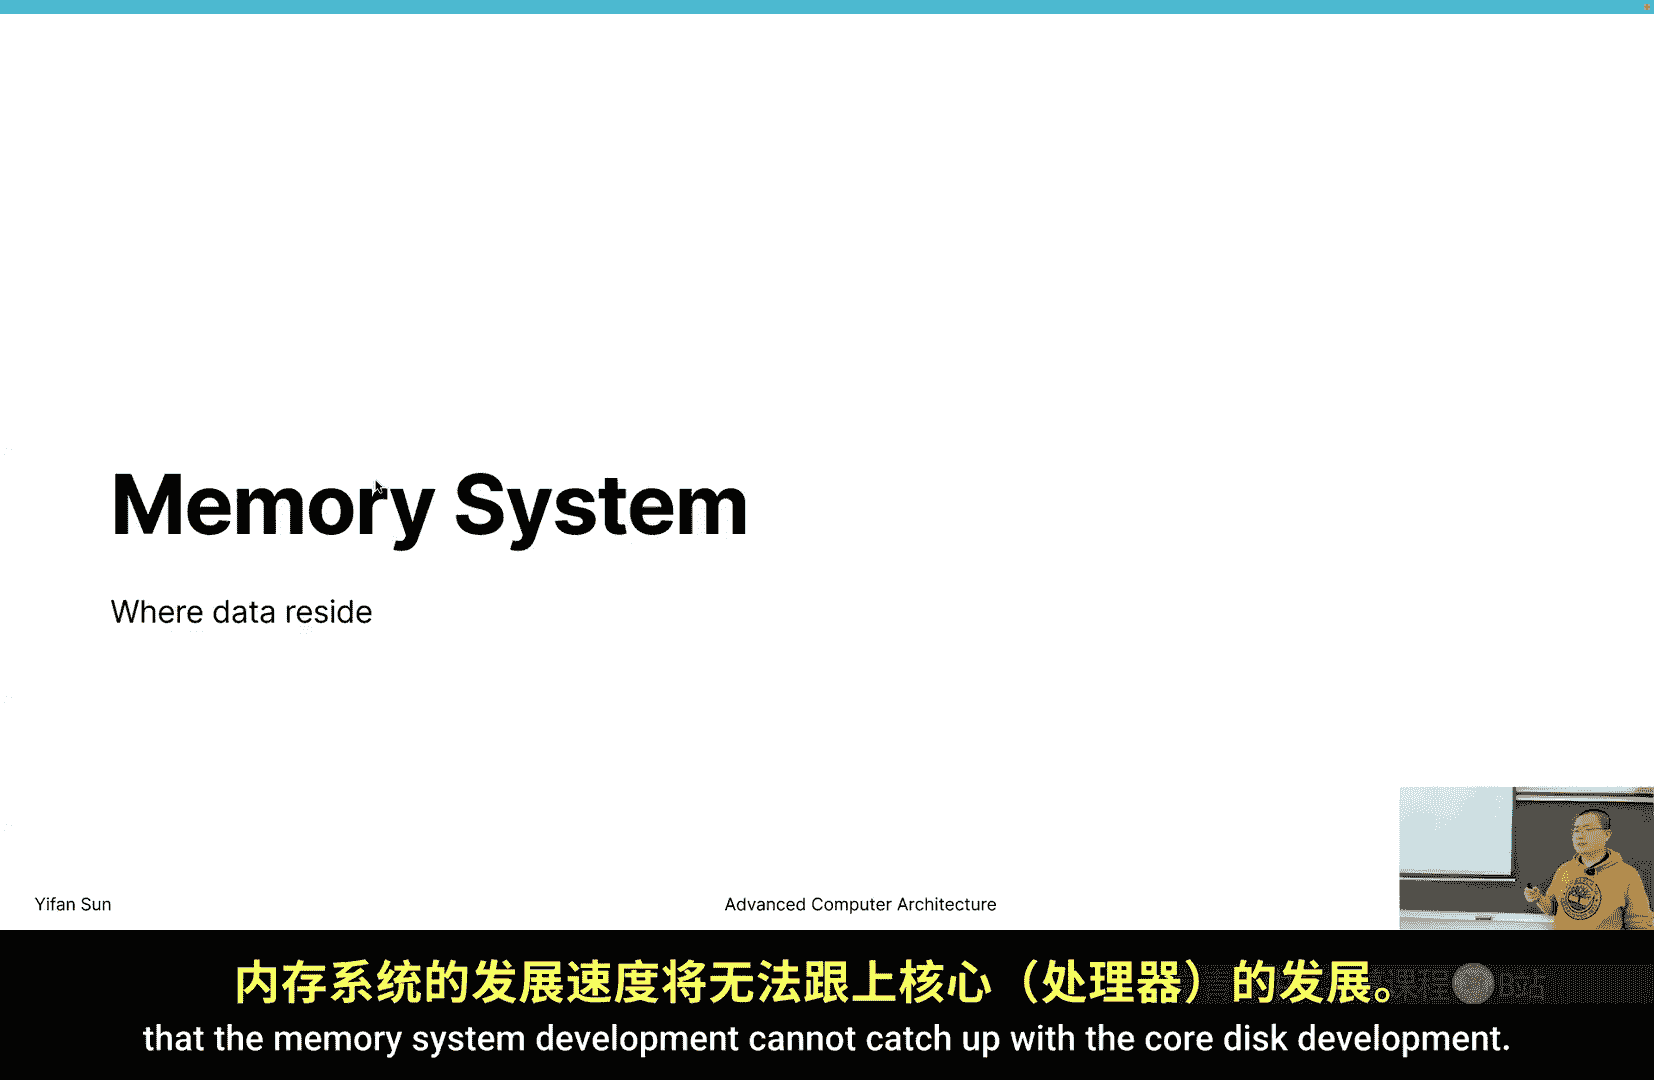 Memory System
Where data reside
Yifan Sun
Advanced Computer Architecture
内存系统的发展速度将无法跟上核心（处理器）的发展。
that the memory system development cannot catch up with the core disk development.